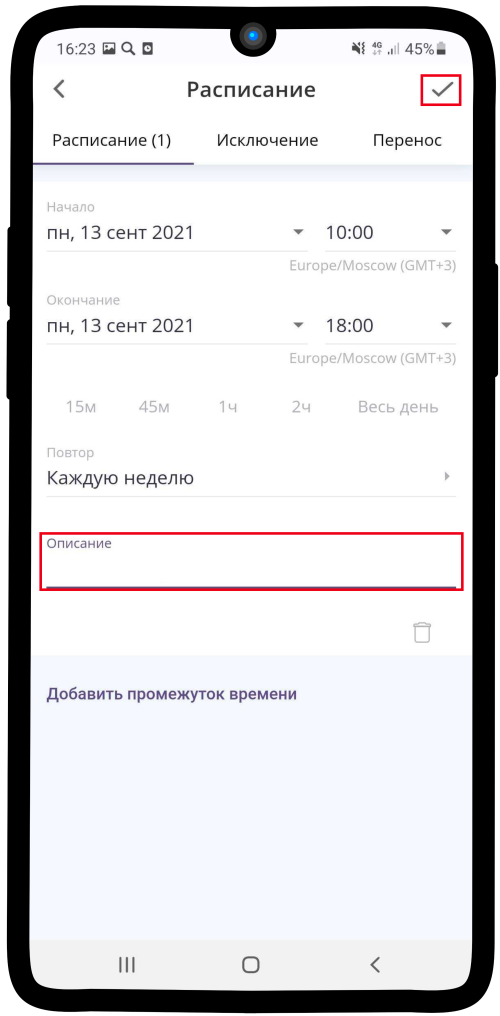 16:23 4G 45%
Расписание
Расписание (1) Исключение Перенос
Начало
пн, 13 сент 2021 10:00
Europe/Moscow (GMT+3)
Окончание
пн, 13 сент 2021 18:00
Europe/Moscow (GMT+3)
15м 45м 1ч 2ч Весь день
Повтор
Каждую неделю
Описание
Добавить промежуток времени